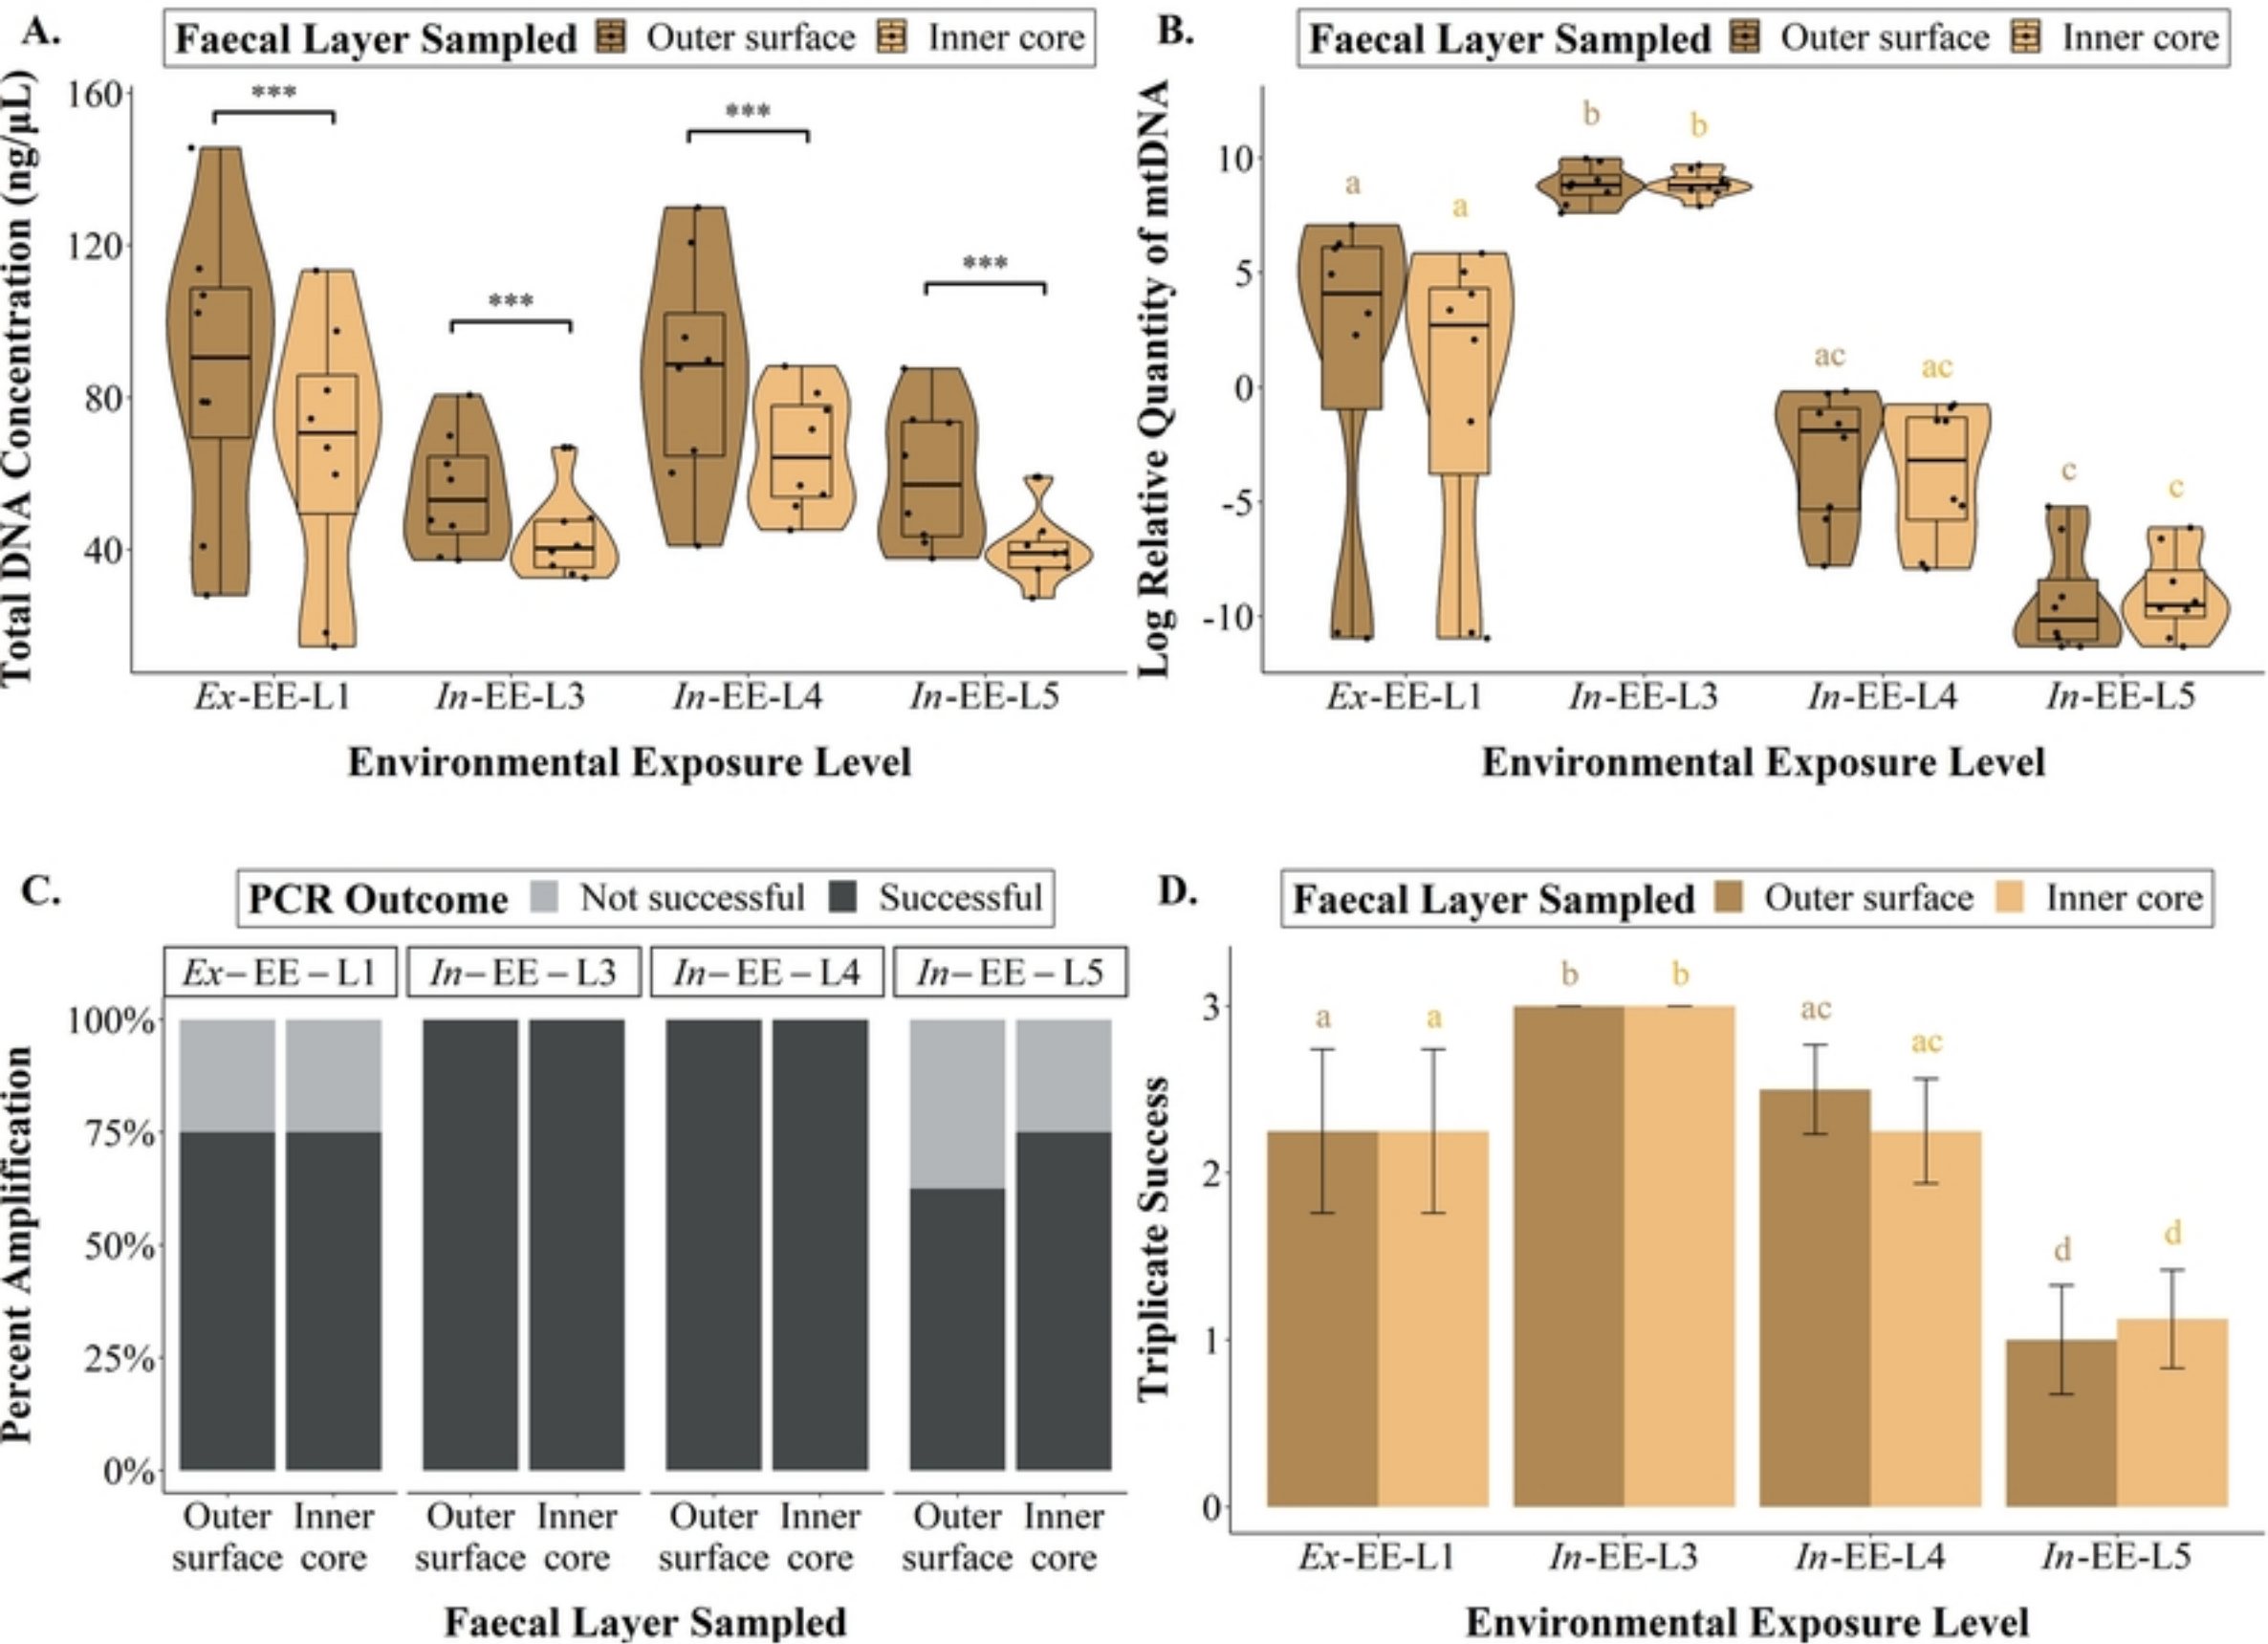 A.
Faecal Layer Sampled Outer surface Inner core
Total DNA Concentration (ng/µL)
160
120
80
40
***
***
***
***
Ex-EE-L1 In-EE-L3 In-EE-L4 In-EE-L5
Environmental Exposure Level
B.
Faecal Layer Sampled Outer surface Inner core
Log Relative Quantity of mtDNA
10
5
0
-5
-10
a a b b ac ac c c
Ex-EE-L1 In-EE-L3 In-EE-L4 In-EE-L5
Environmental Exposure Level
C.
PCR Outcome Not successful Successful
Ex–EE–L1 In–EE–L3 In–EE–L4 In–EE–L5
Percent Amplification
100%
75%
50%
25%
0%
Outer Inner Outer Inner Outer Inner Outer Inner
surface core surface core surface core surface core
Faecal Layer Sampled
D.
Faecal Layer Sampled Outer surface Inner core
Triplicate Success
3
2
1
0
a a b b ac ac d d
Ex-EE-L1 In-EE-L3 In-EE-L4 In-EE-L5
Environmental Exposure Level